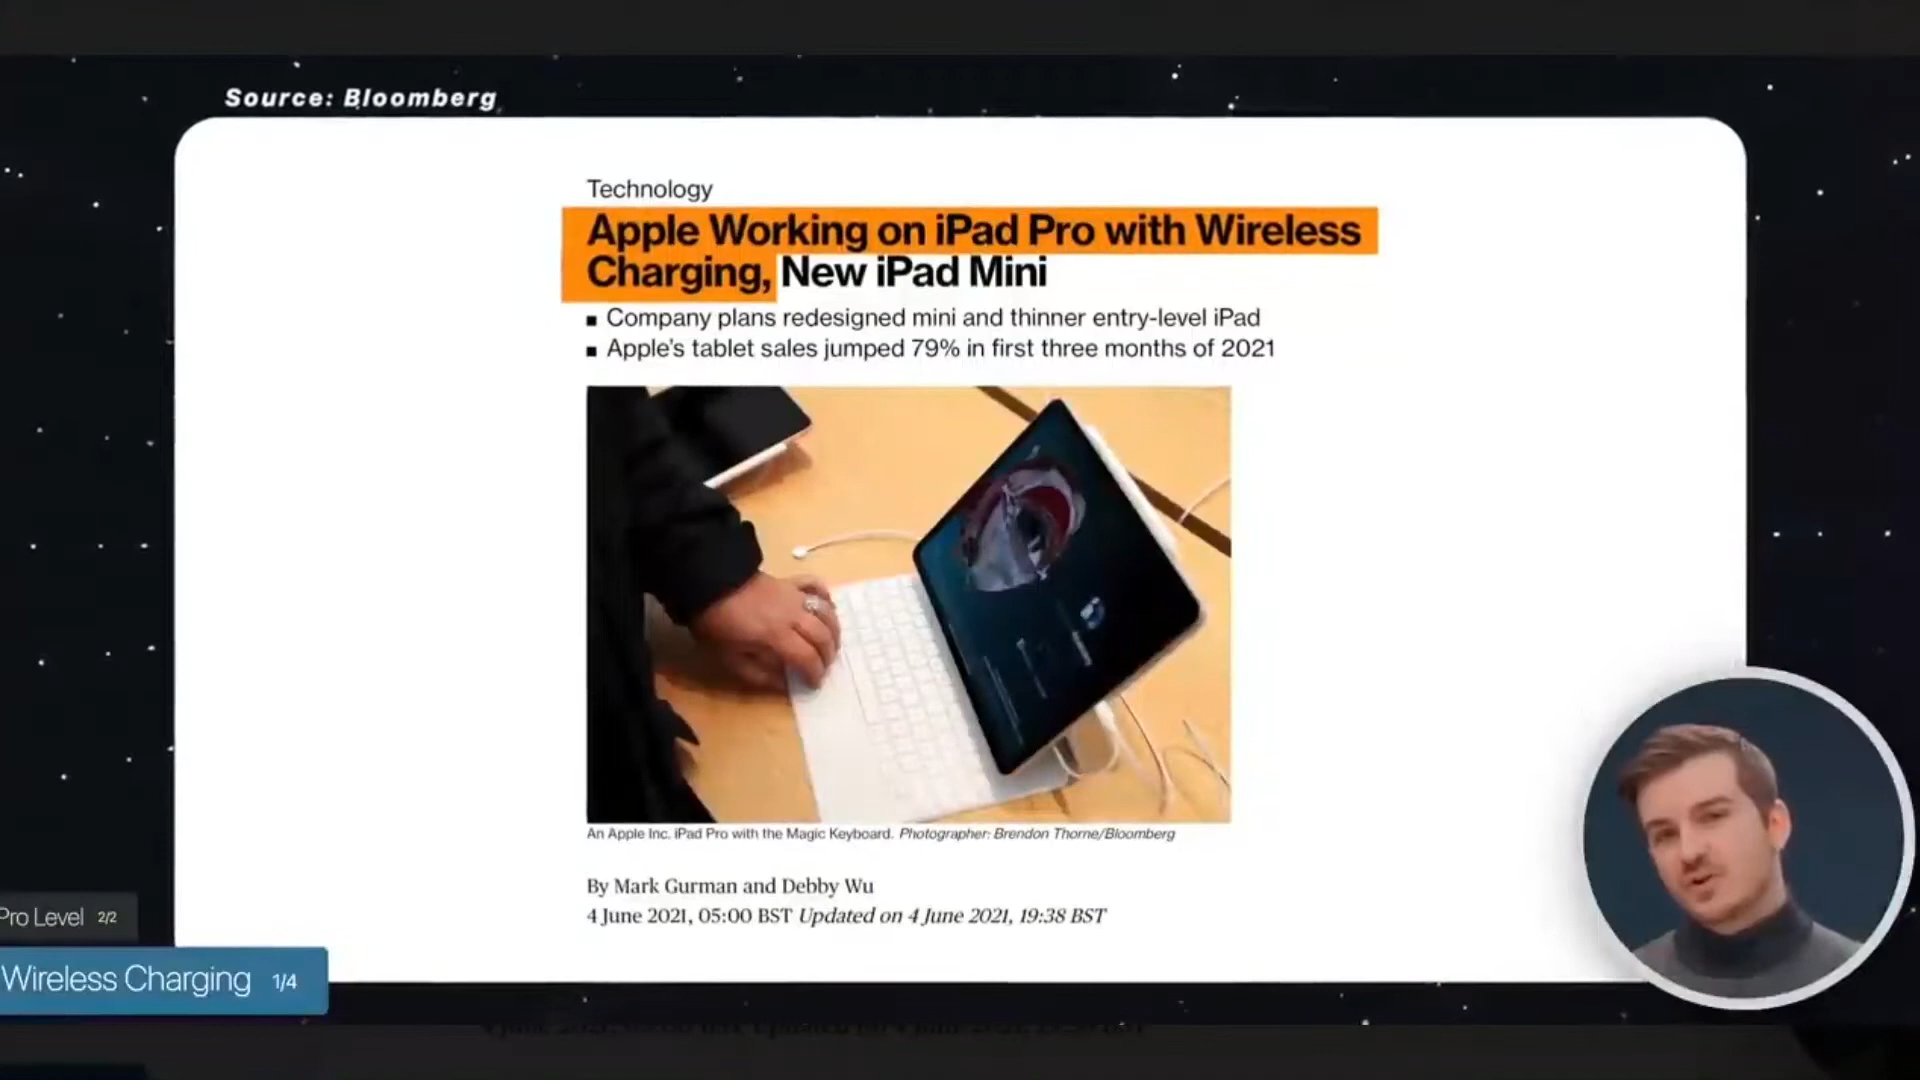 Source: Bloomberg
Technology
Apple Working on iPad Pro with Wireless
Charging, New iPad Mini
Company plans redesigned mini and thinner entry-level iPad
Apple's tablet sales jumped 79% in first three months of 2021
An Apple Inc. iPad Pro with the Magic Keyboard. Photographer: Brendon Thorne/Bloomberg
By Mark Gurman and Debby Wu
4 June 2021, 05:00 BST Updated on 4 June 2021, 19:38 BST
Pro Level 2/2
Wireless Charging 1/4